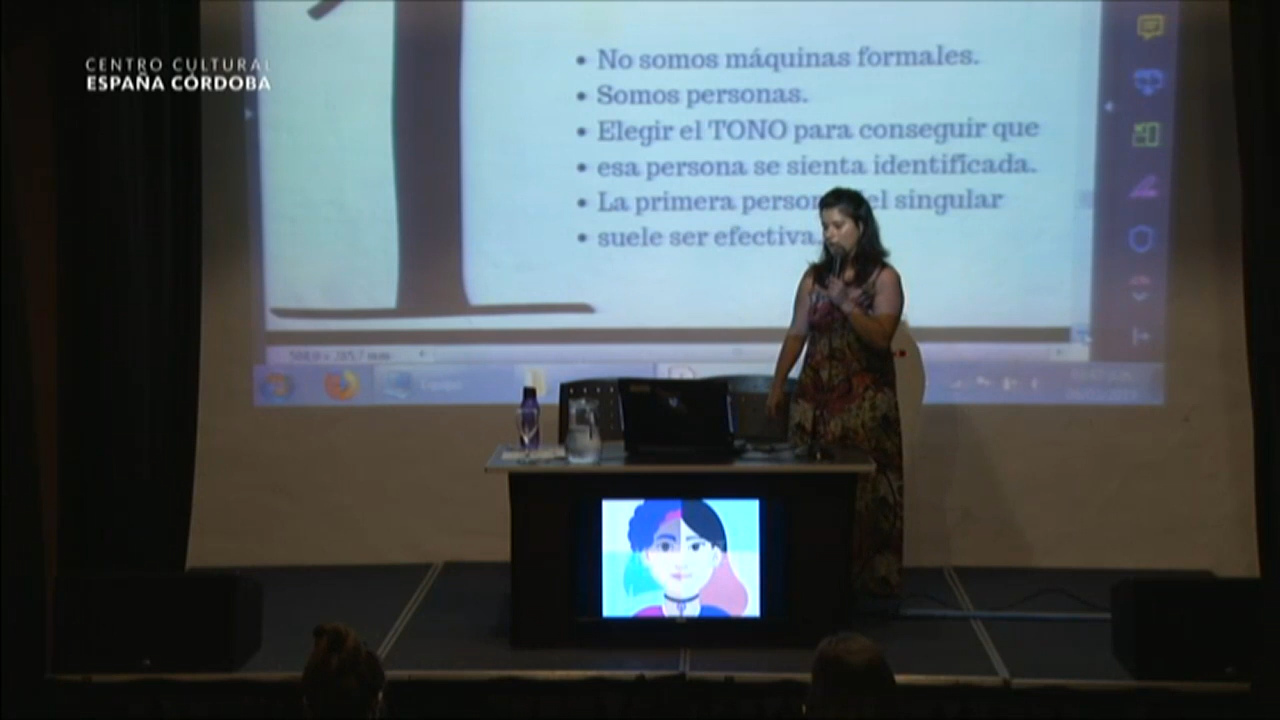 CENTRO CULTURAL
ESPAÑA CÓRDOBA
• No somos máquinas formales.
• Somos personas.
• Elegir el TONO para conseguir que
• esa persona se sienta identificada.
• La primera el singular
• suele ser efectiva.